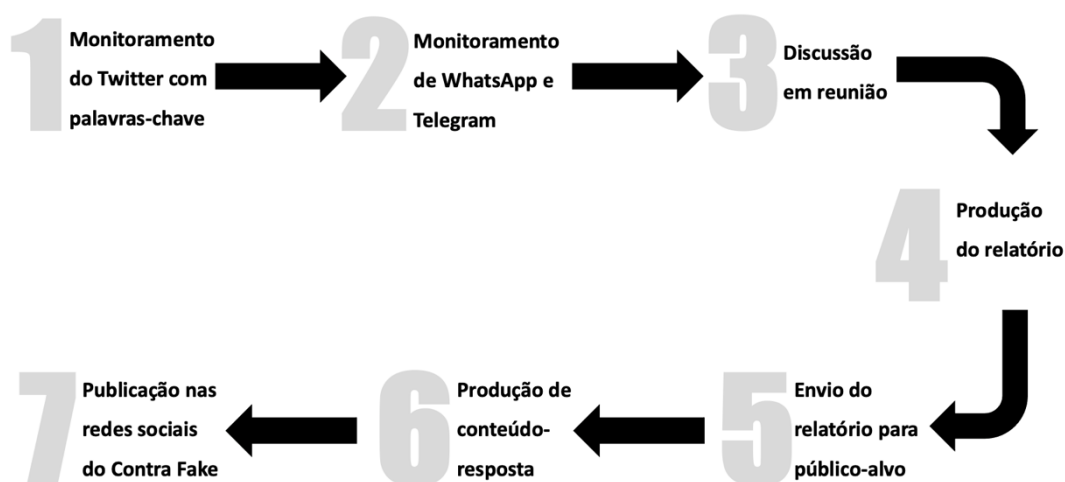 1
Monitoramento
do Twitter com
palavras-chave
2
Monitoramento
de WhatsApp e
Telegram
3
Discussão
em reunião
4
Produção
do relatório
5
Envio do
relatório para
público-alvo
6
Produção de
conteúdo-
resposta
7
Publicação nas
redes sociais
do Contra Fake